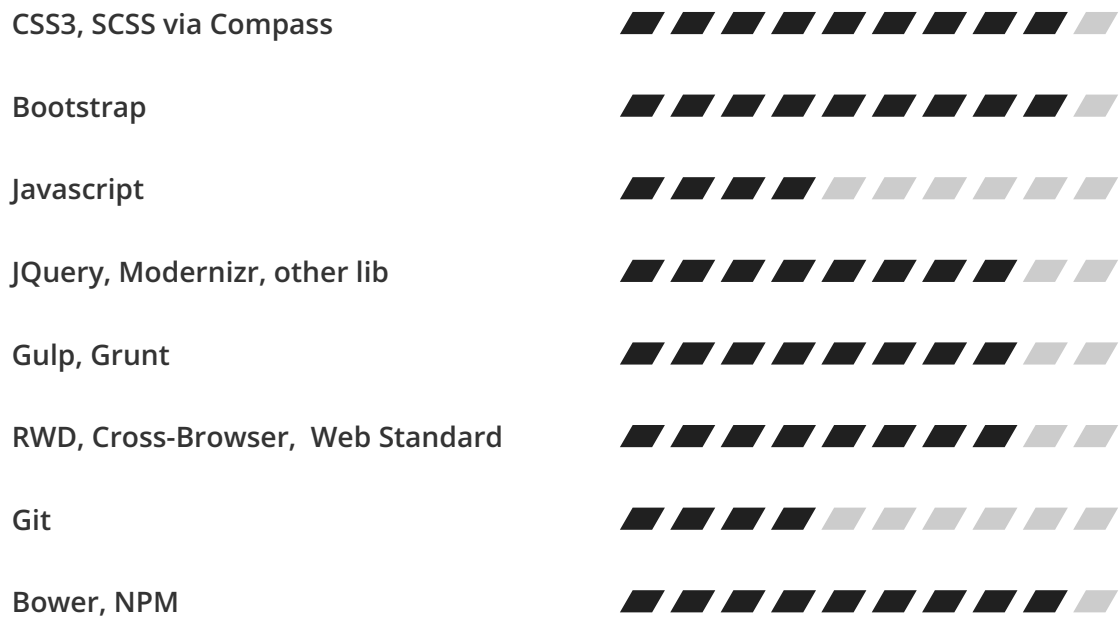 CSS3, SCSS via Compass
Bootstrap
Javascript
JQuery, Modernizr, other lib
Gulp, Grunt
RWD, Cross-Browser,  Web Standard
Git
Bower, NPM